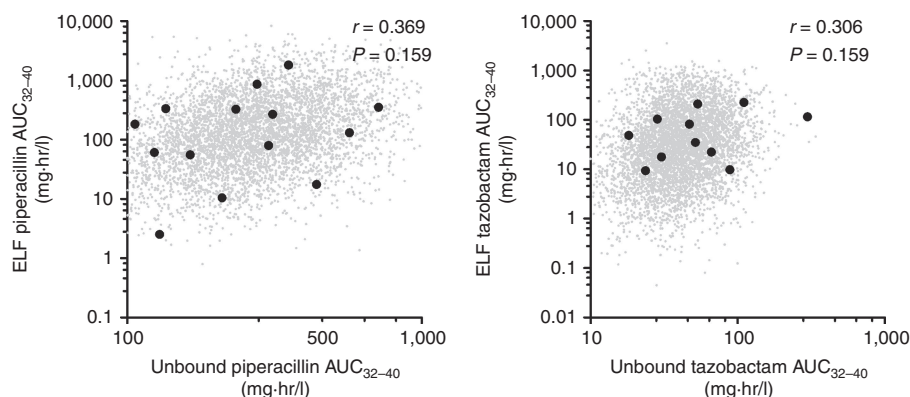 10,000
1,000
100
10
1
0.1
ELF piperacillin AUC32–40
(mg·hr/l)
r = 0.369
P = 0.159
100
500
1,000
Unbound piperacillin AUC32–40
(mg·hr/l)
10,000
1,000
100
10
1
0.1
0.01
ELF tazobactam AUC32–40
(mg·hr/l)
r = 0.306
P = 0.159
10
100
1,000
Unbound tazobactam AUC32–40
(mg·hr/l)